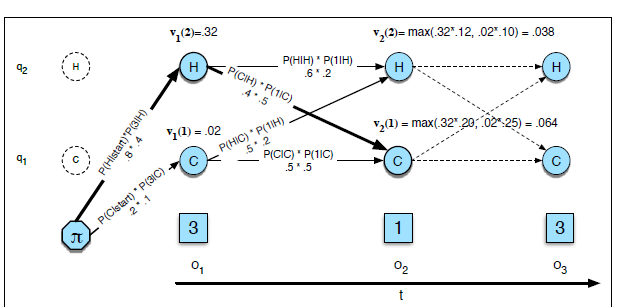 v₁(2)=.32
v₂(2)= max(.32*.12, .02*.10) = .038
q₂
H
H
P(H|H) * P(1|H)
.6 * .2
H
H
P(C|H) * P(1|C)
.4 * .5
P(H|start)*P(3|H)
.8 * .4
v₁(1) = .02
P(H|C) * P(1|H)
.5 * .2
v₂(1) = max(.32*.20, .02*.25) = .064
q₁
C
C
P(C|C) * P(1|C)
.5 * .5
C
C
P(C|start) * P(3|C)
.2 * .1
π
3
1
3
o₁
o₂
o₃
t